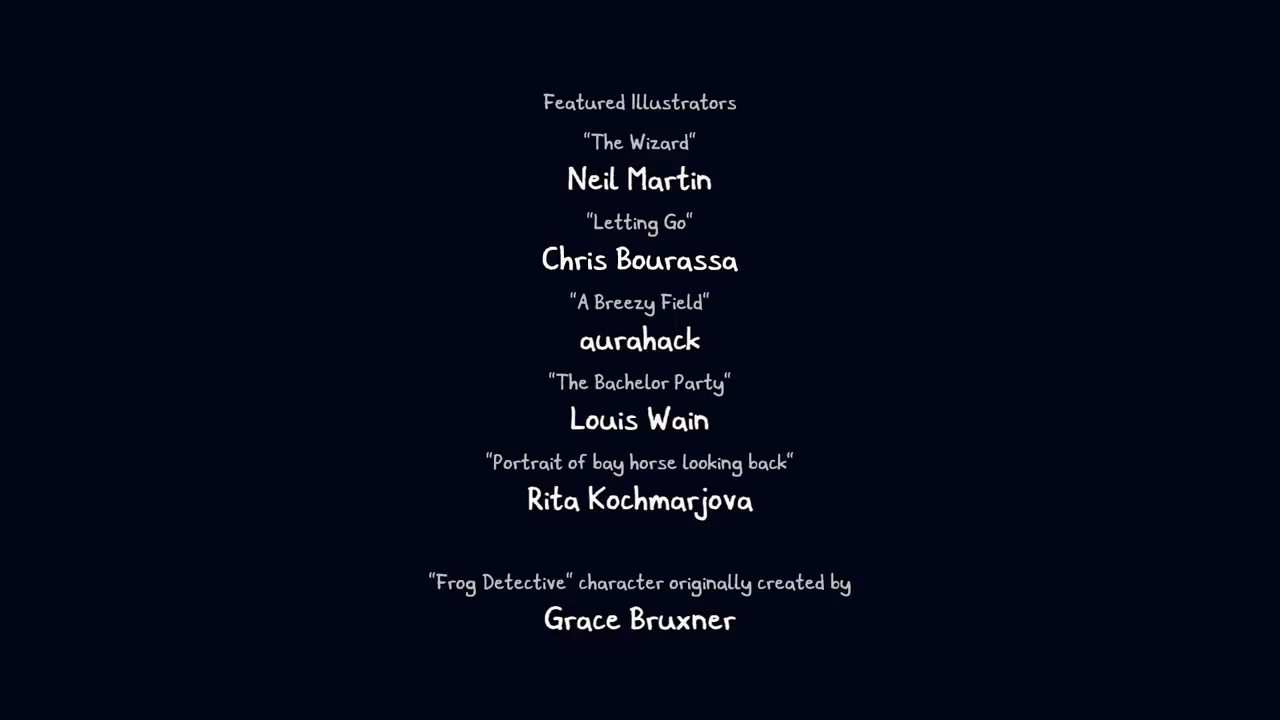 Featured Illustrators
"The Wizard"
Neil Martin
"Letting Go"
Chris Bourassa
"A Breezy Field"
aurahack
"The Bachelor Party"
Louis Wain
"Portrait of bay horse looking back"
Rita Kochmarjova
"Frog Detective" character originally created by
Grace Bruxner